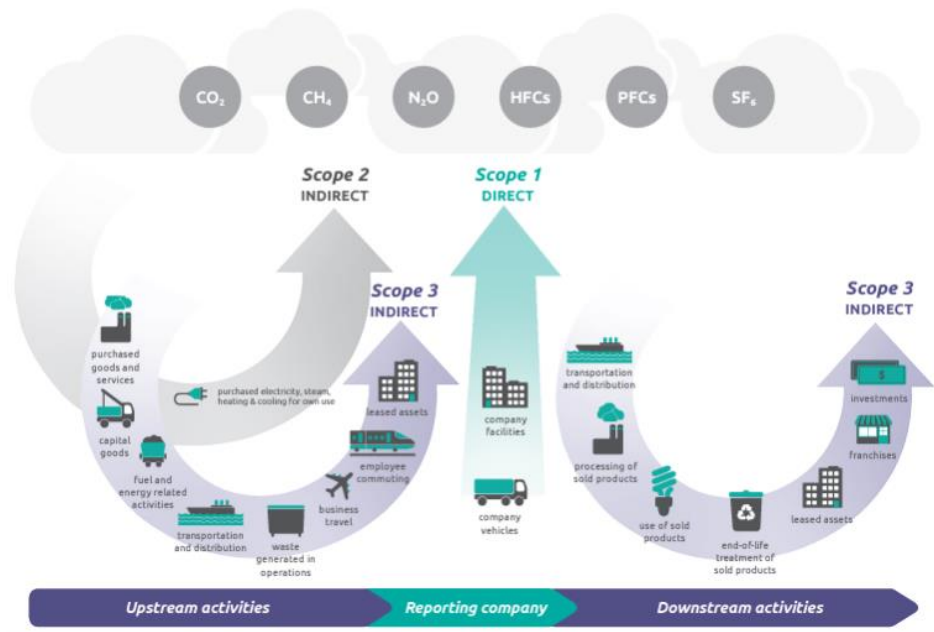 CO₂
CH₄
N₂O
HFCs
PFCs
SF₆
Scope 2
INDIRECT
Scope 1
DIRECT
Scope 3
INDIRECT
Scope 3
INDIRECT
purchased
goods and
services
capital
goods
fuel and
energy related
activities
purchased electricity, steam,
heating & cooling for own use
transportation
and distribution
waste
generated in
operations
business
travel
employee
commuting
leased assets
company
facilities
company
vehicles
transportation
and distribution
processing of
sold products
use of sold
products
end-of-life
treatment of
sold products
leased assets
franchises
$
investments
Upstream activities
Reporting company
Downstream activities